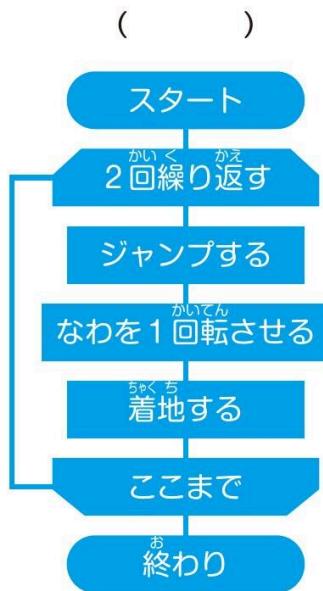 (　　　　)
スタート
２回繰り返す
ジャンプする
なわを１回転させる
着地する
ここまで
終わり